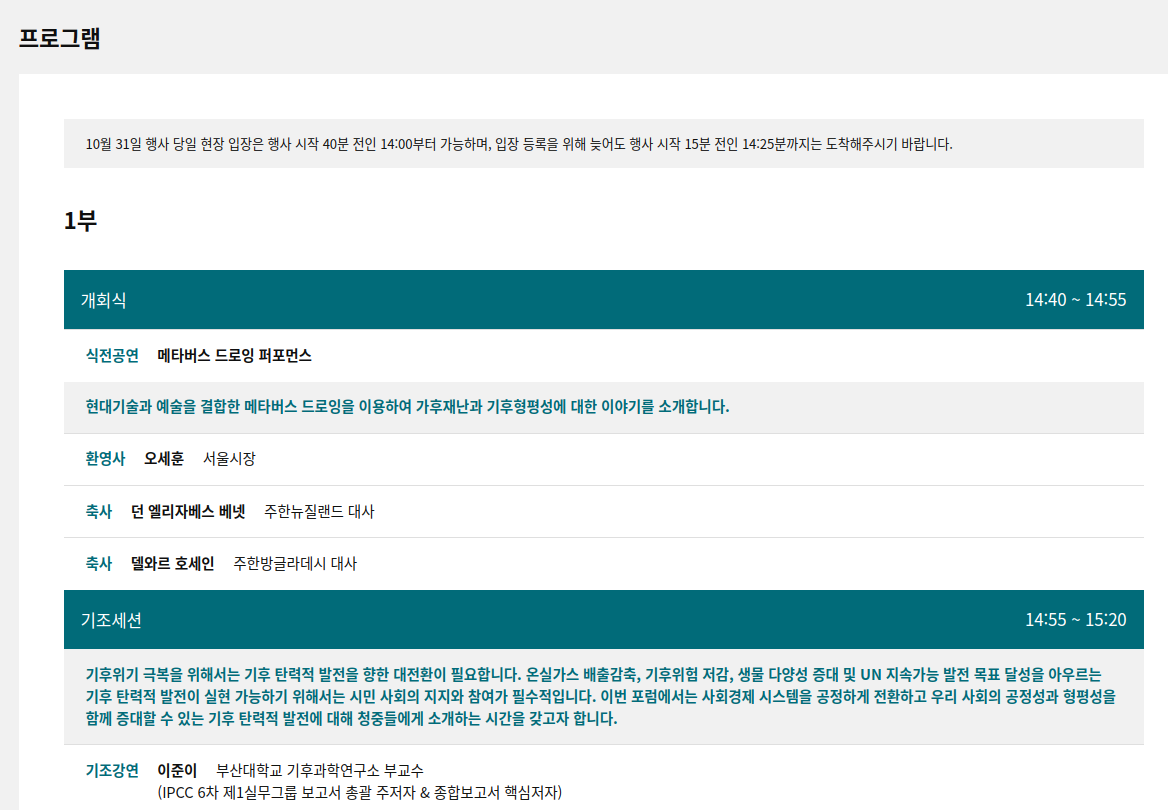 프로그램
10월 31일 행사 당일 현장 입장은 행사 시작 40분 전인 14:00부터 가능하며, 입장 등록을 위해 늦어도 행사 시작 15분 전인 14:25분까지는 도착해주시기 바랍니다.
1부
개회식 14:40 ~ 14:55
식전공연 메타버스 드로잉 퍼포먼스
현대기술과 예술을 결합한 메타버스 드로잉을 이용하여 가후재난과 기후형평성에 대한 이야기를 소개합니다.
환영사 오세훈 서울시장
축사 던 엘리자베스 베넷 주한뉴질랜드 대사
축사 델와르 호세인 주한방글라데시 대사
기조세션 14:55 ~ 15:20
기후위기 극복을 위해서는 기후 탄력적 발전을 향한 대전환이 필요합니다. 온실가스 배출감축, 기후위험 저감, 생물 다양성 증대 및 UN 지속가능 발전 목표 달성을 아우르는
기후 탄력적 발전이 실현 가능하기 위해서는 시민 사회의 지지와 참여가 필수적입니다. 이번 포럼에서는 사회경제 시스템을 공정하게 전환하고 우리 사회의 공정성과 형평성을
함께 증대할 수 있는 기후 탄력적 발전에 대해 청중들에게 소개하는 시간을 갖고자 합니다.
기조강연 이준이 부산대학교 기후과학연구소 부교수
(IPCC 6차 제1실무그룹 보고서 총괄 주저자 & 종합보고서 핵심저자)